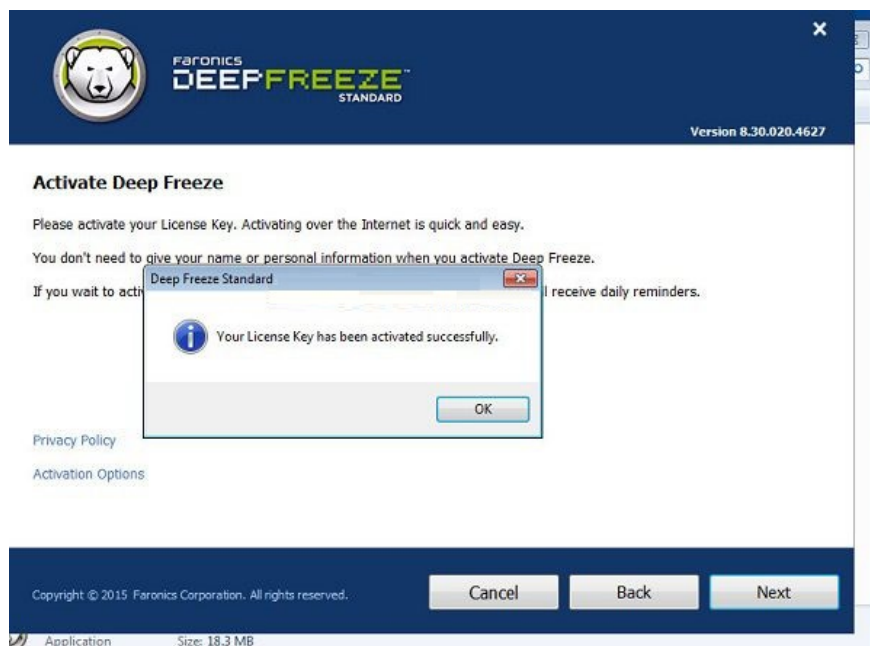 Faronics
DEEPFREEZE™
STANDARD
Version 8.30.020.4627
Activate Deep Freeze
Please activate your License Key. Activating over the Internet is quick and easy.
You don't need to give your name or personal information when you activate Deep Freeze.
Deep Freeze Standard
If you wait to receive daily reminders.
Your License Key has been activated successfully.
OK
Privacy Policy
Activation Options
Copyright © 2015 Faronics Corporation. All rights reserved.
Cancel Back Next
Application Size: 18.3 MB